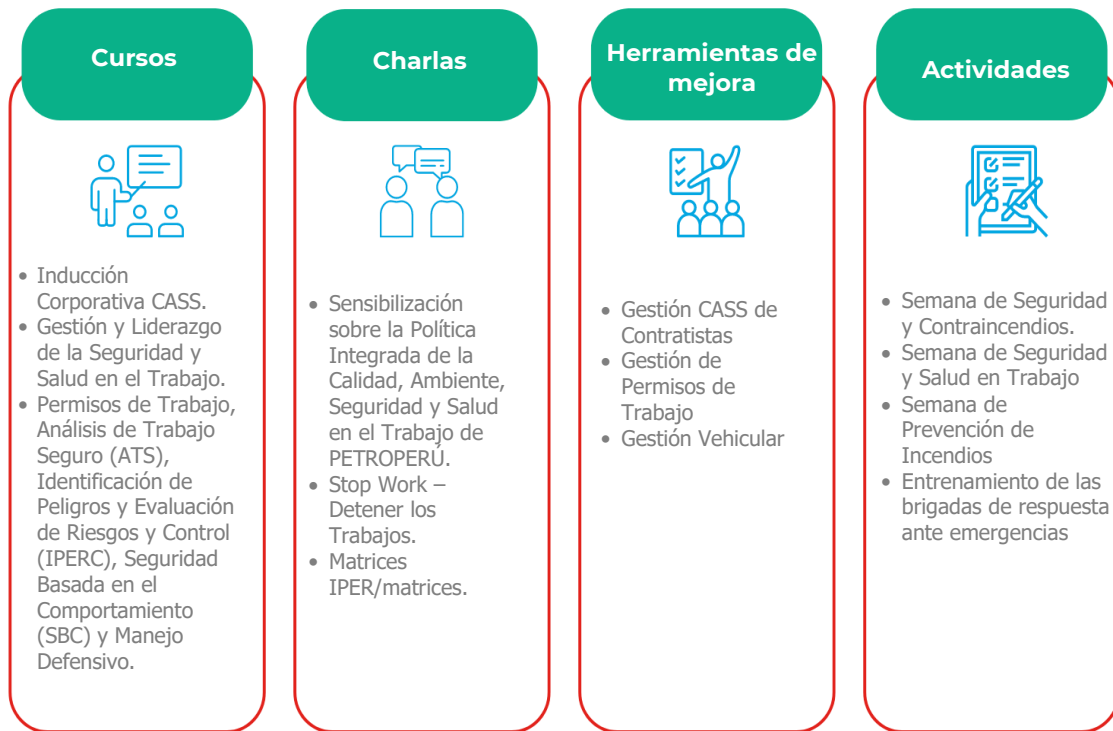 Cursos
• Inducción
Corporativa CASS.
• Gestión y Liderazgo
de la Seguridad y
Salud en el Trabajo.
• Permisos de Trabajo,
Análisis de Trabajo
Seguro (ATS),
Identificación de
Peligros y Evaluación
de Riesgos y Control
(IPERC), Seguridad
Basada en el
Comportamiento
(SBC) y Manejo
Defensivo.
Charlas
• Sensibilización
sobre la Política
Integrada de la
Calidad, Ambiente,
Seguridad y Salud
en el Trabajo de
PETROPERÚ.
• Stop Work –
Detener los
Trabajos.
• Matrices
IPER/matrices.
Herramientas de
mejora
• Gestión CASS de
Contratistas
• Gestión de
Permisos de
Trabajo
• Gestión Vehicular
Actividades
• Semana de Seguridad
y Contraincendios.
• Semana de Seguridad
y Salud en Trabajo
• Semana de
Prevención de
Incendios
• Entrenamiento de las
brigadas de respuesta
ante emergencias